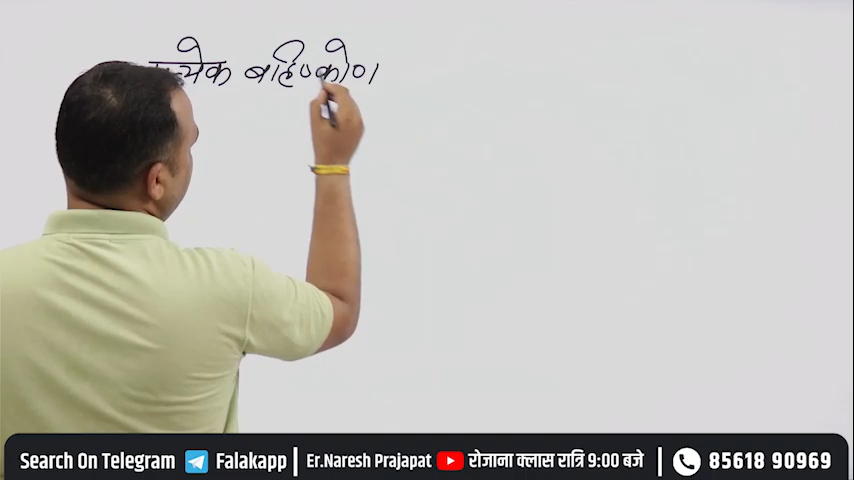 प्रत्येक बहिष्कोण
Search On Telegram Falakapp | Er.Naresh Prajapat रोजाना क्लास रात्रि 9:00 बजे | 85618 90969